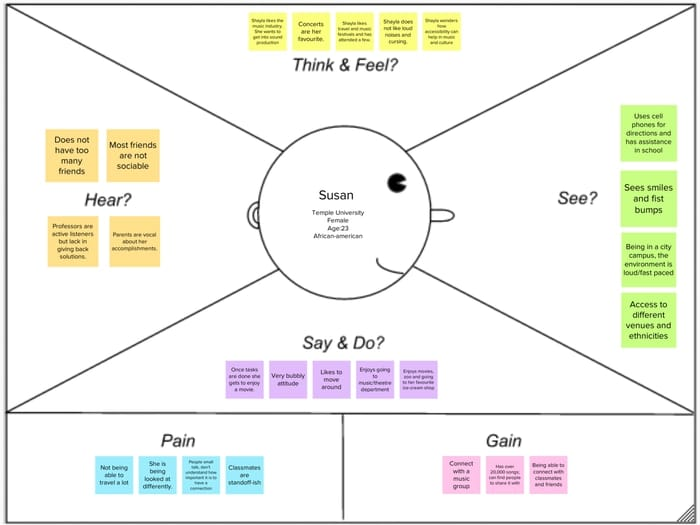 Shayla likes the
music industry.
She wants to
get into sound
production
Concerts
are her
favourite.
Shayla likes
travel and music
festivals and has
attended a few.
Shayla does
not like loud
noises and
cursing.
Shayla wonders
how
accessibility can
help in music
and culture
Think & Feel?
Does not
have too
many
friends
Most friends
are not
sociable
Hear?
Professors are
active listeners
but lack in
giving back
solutions.
Parents are vocal
about her
accomplishments.
Susan
Temple University
Female
Age:23
African-american
See?
Uses cell
phones for
directions and
has assistance
in school
Sees smiles
and fist
bumps
Being in a city
campus, the
environment is
loud/fast paced
Access to
different
venues and
ethnicities
Say & Do?
Once tasks
are done she
gets to enjoy
a movie.
Very bubbly
attitude
Likes to
move
around
Enjoys going
to
music/theatre
department
Enjoys movies,
zoo and going
to her favourite
ice-cream shop
Pain
Not being
able to
travel a lot
She is
being
looked at
differently.
People small
talk, don't
understand how
important it is to
have a
connection
Classmates
are
standoff-ish
Gain
Connect
with a
music
group
Has over
20,000 songs;
can find people
to share it with
Being able to
connect with
classmates
and friends